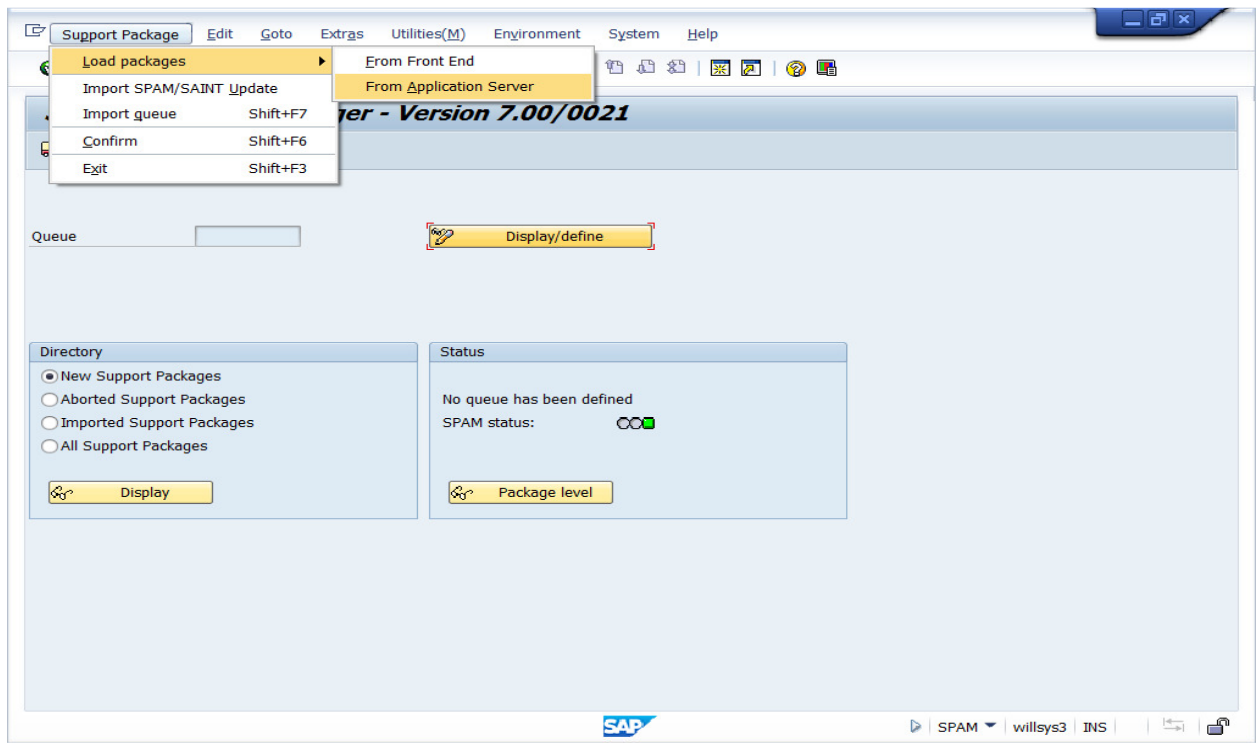 Support Package Edit Goto Extras Utilities(M) Environment System Help
Load packages
From Front End
Import SPAM/SAINT Update
From Application Server
Import queue Shift+F7
ger - Version 7.00/0021
Confirm Shift+F6
Exit Shift+F3
Queue
Display/define
Directory
Status
New Support Packages
Aborted Support Packages
No queue has been defined
Imported Support Packages
SPAM status:
All Support Packages
Display
Package level
SAP
SPAM willsys3 INS